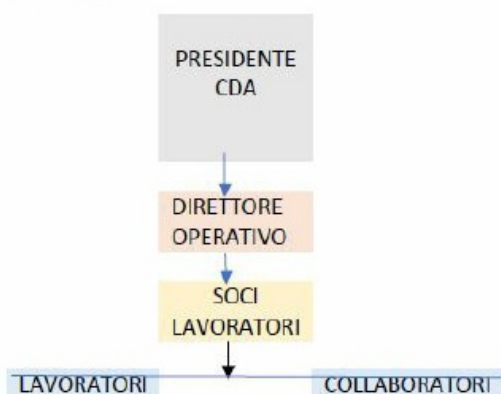 PRESIDENTE
CDA
DIRETTORE
OPERATIVO
SOCI
LAVORATORI
LAVORATORI
COLLABORATORI